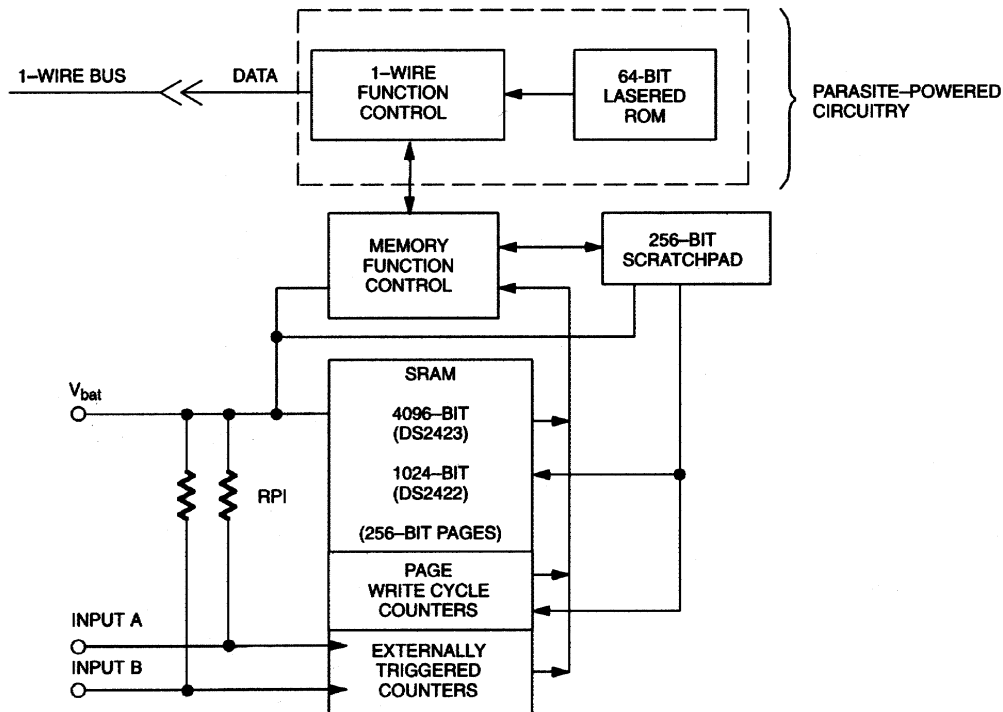 1–WIRE BUS
DATA
1–WIRE
FUNCTION
CONTROL
64-BIT
LASERED
ROM
PARASITE–POWERED
CIRCUITRY
MEMORY
FUNCTION
CONTROL
256–BIT
SCRATCHPAD
Vbat
SRAM
4096–BIT
(DS2423)
1024–BIT
(DS2422)
(256–BIT PAGES)
RPI
PAGE
WRITE CYCLE
COUNTERS
INPUT A
INPUT B
EXTERNALLY
TRIGGERED
COUNTERS